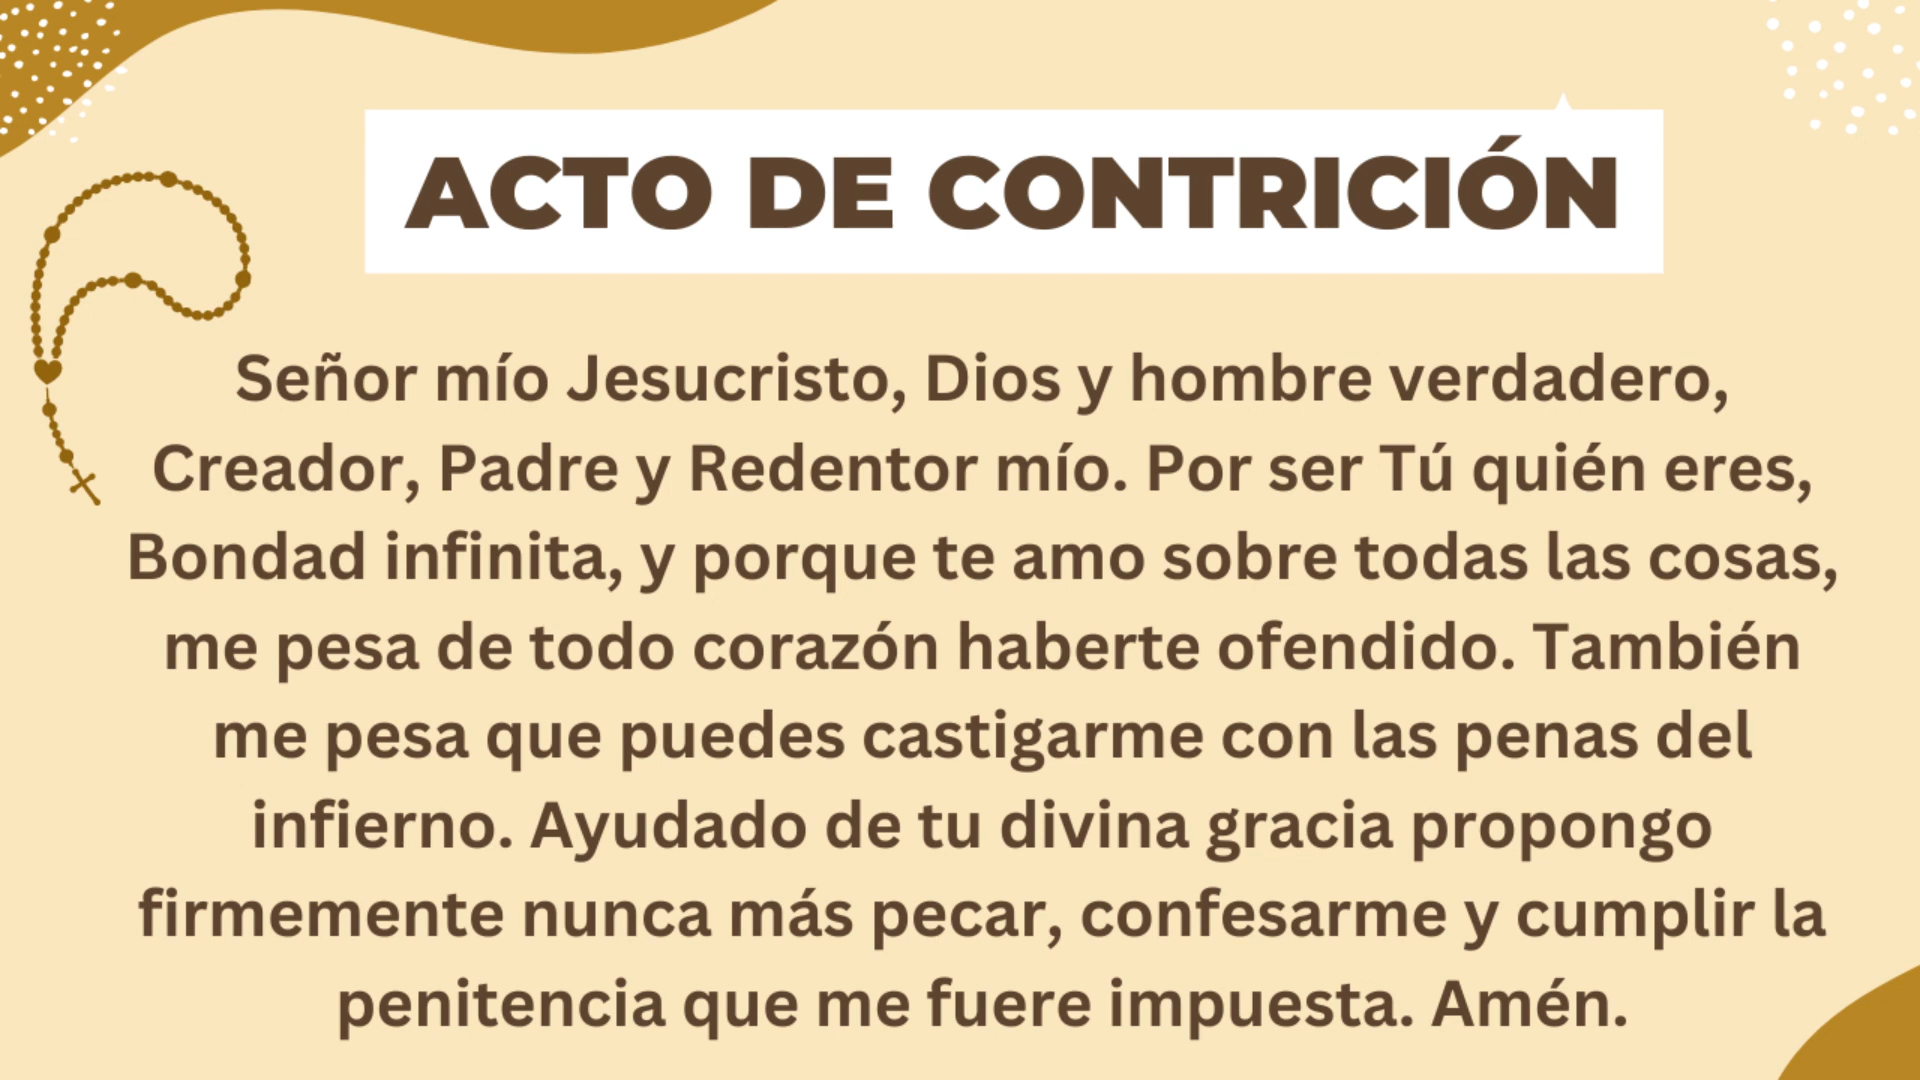 ACTO DE CONTRICIÓN
Señor mío Jesucristo, Dios y hombre verdadero,
Creador, Padre y Redentor mío. Por ser Tú quién eres,
Bondad infinita, y porque te amo sobre todas las cosas,
me pesa de todo corazón haberte ofendido. También
me pesa que puedes castigarme con las penas del
infierno. Ayudado de tu divina gracia propongo
firmemente nunca más pecar, confesarme y cumplir la
penitencia que me fuere impuesta. Amén.